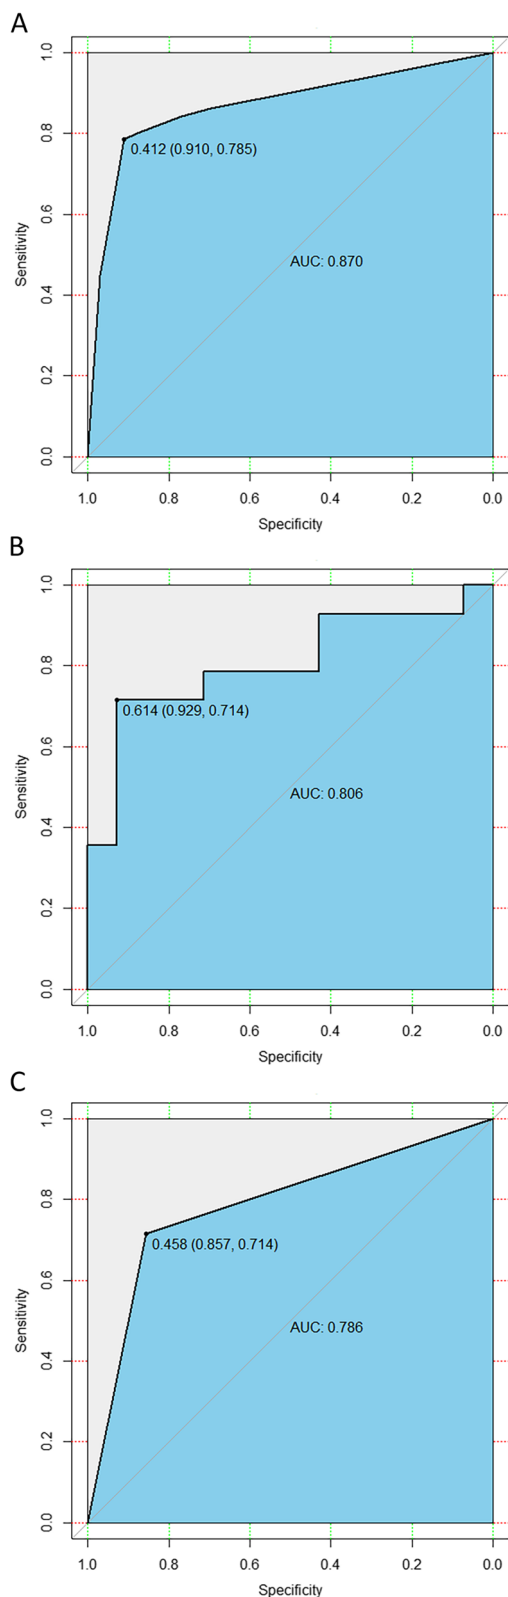 A
1.0
0.8
0.6
0.4
0.2
0.0
Sensitivity
0.412 (0.910, 0.785)
AUC: 0.870
1.0 0.8 0.6 0.4 0.2 0.0
Specificity
B
1.0
0.8
0.6
0.4
0.2
0.0
Sensitivity
0.614 (0.929, 0.714)
AUC: 0.806
1.0 0.8 0.6 0.4 0.2 0.0
Specificity
C
1.0
0.8
0.6
0.4
0.2
0.0
Sensitivity
0.458 (0.857, 0.714)
AUC: 0.786
1.0 0.8 0.6 0.4 0.2 0.0
Specificity